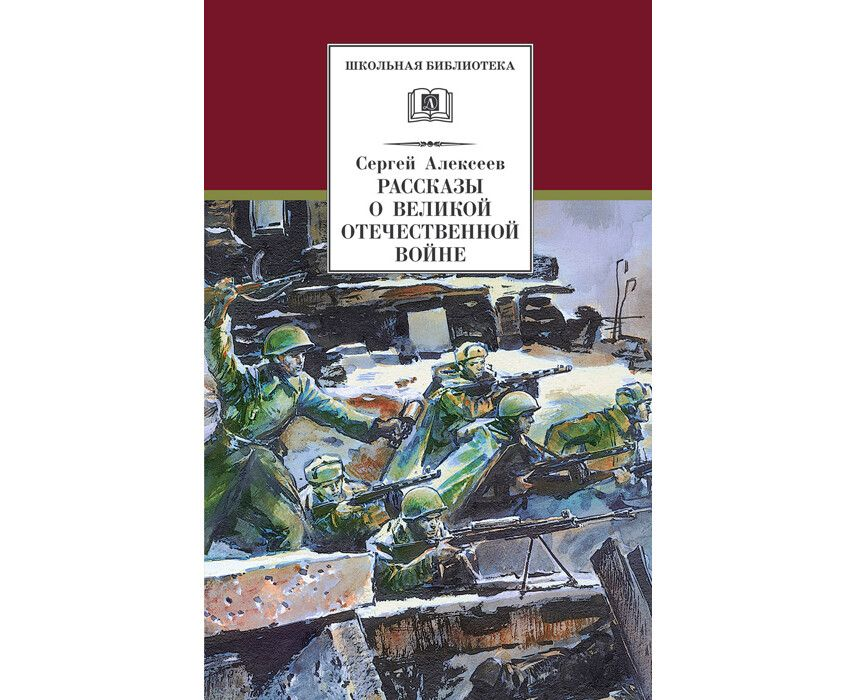 ШКОЛЬНАЯ БИБЛИОТЕКА
Сергей Алексеев
РАССКАЗЫ
О ВЕЛИКОЙ
ОТЕЧЕСТВЕННОЙ
ВОЙНЕ